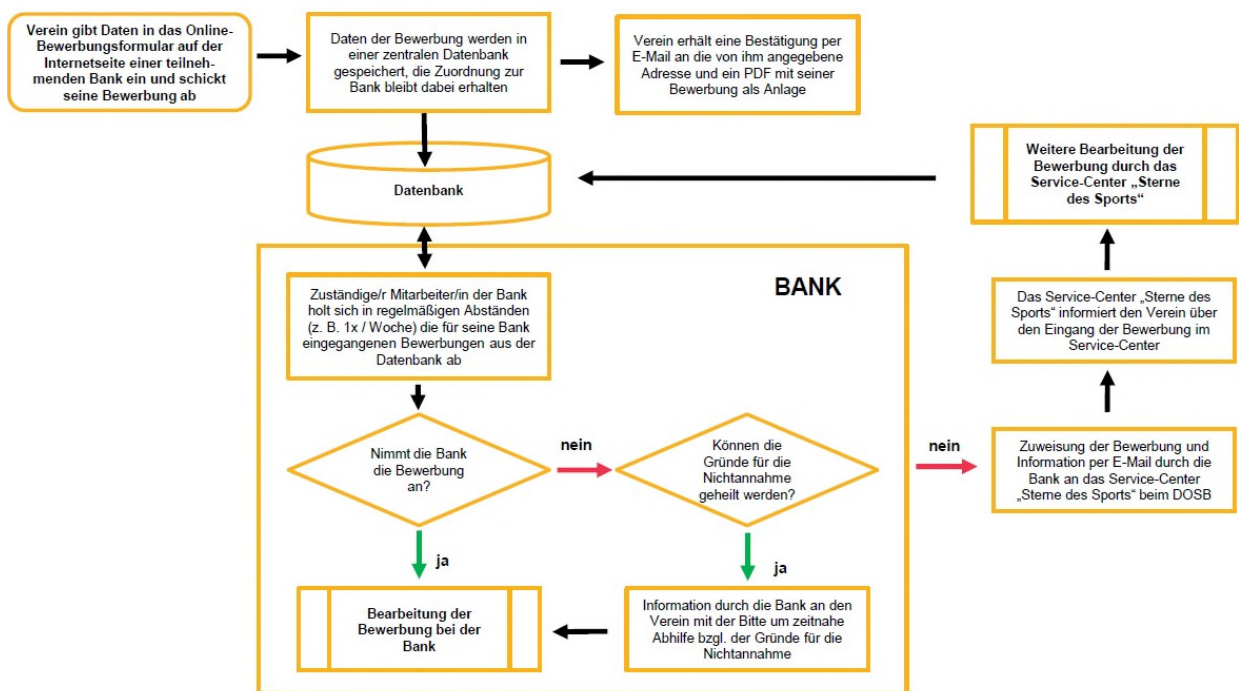 Verein gibt Daten in das Online-
Bewerbungsformular auf der
Internetseite einer teilneh-
menden Bank ein und schickt
seine Bewerbung ab
Daten der Bewerbung werden in
einer zentralen Datenbank
gespeichert, die Zuordnung zur
Bank bleibt dabei erhalten
Verein erhält eine Bestätigung per
E-Mail an die von ihm angegebene
Adresse und ein PDF mit seiner
Bewerbung als Anlage
Datenbank
Weitere Bearbeitung der
Bewerbung durch das
Service-Center „Sterne
des Sports“
BANK
Zuständige/r Mitarbeiter/in der Bank
holt sich in regelmäßigen Abständen
(z. B. 1x / Woche) die für seine Bank
eingegangenen Bewerbungen aus der
Datenbank ab
Das Service-Center „Sterne des
Sports“ informiert den Verein über
den Eingang der Bewerbung im
Service-Center
Nimmt die Bank
die Bewerbung
an?
nein
Können die
Gründe für die
Nichtannahme
geheilt werden?
nein
Zuweisung der Bewerbung und
Information per E-Mail durch die
Bank an das Service-Center
„Sterne des Sports“ beim DOSB
ja
ja
Bearbeitung der
Bewerbung bei der
Bank
Information durch die Bank an den
Verein mit der Bitte um zeitnahe
Abhilfe bzgl. der Gründe für die
Nichtannahme